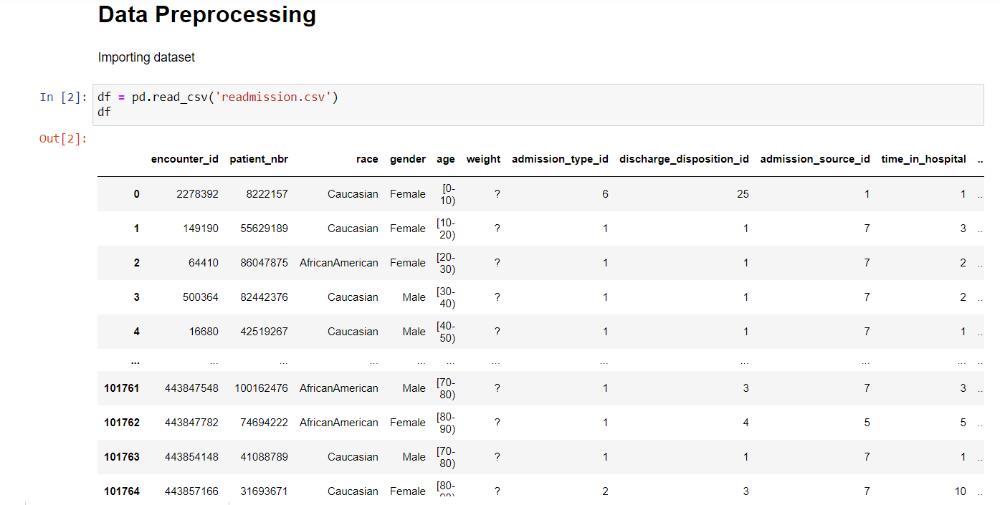 Data Preprocessing
Importing dataset
In [2]: df = pd.read_csv('readmission.csv')
df
Out[2]:
encounter_id patient_nbr race gender age weight admission_type_id discharge_disposition_id admission_source_id time_in_hospital ..
0 2278392 8222157 Caucasian Female [0-10) ? 6 25 1 1 ..
1 149190 55629189 Caucasian Female [10-20) ? 1 1 7 3 ..
2 64410 86047875 AfricanAmerican Female [20-30) ? 1 1 7 2 ..
3 500364 82442376 Caucasian Male [30-40) ? 1 1 7 2 ..
4 16680 42519267 Caucasian Male [40-50) ? 1 1 7 1 ..
... ... ... ... ... ... ... ... ... ... ... ..
101761 443847548 100162476 AfricanAmerican Male [70-80) ? 1 3 7 3 ..
101762 443847782 74694222 AfricanAmerican Female [80-90) ? 1 4 5 5 ..
101763 443854148 41088789 Caucasian Male [70-80) ? 1 1 7 1 ..
101764 443857166 31693671 Caucasian Female [80- ? 2 3 7 10 ..